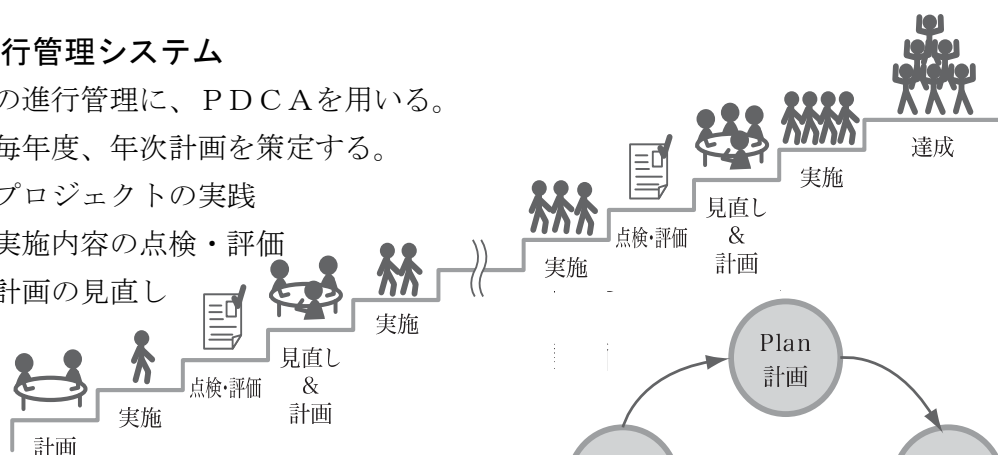 行管理システム
の進行管理に、ＰＤＣＡを用いる。
毎年度、年次計画を策定する。
プロジェクトの実践
実施内容の点検・評価
計画の見直し
計画
実施
点検・評価
見直し
&
計画
実施
実施
点検・評価
見直し
&
計画
実施
達成
Plan
計画